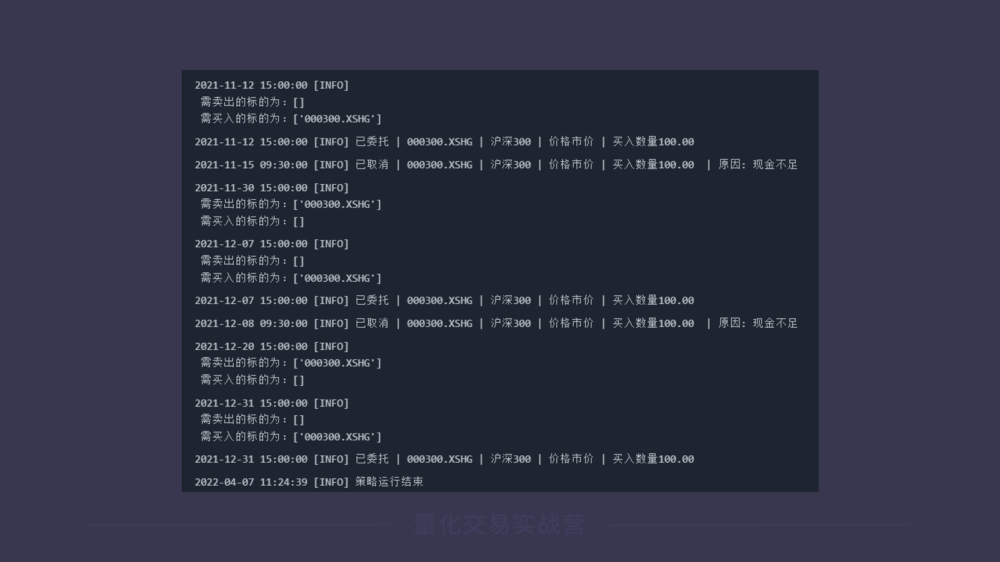 2021-11-12 15:00:00 [INFO]
需卖出的标的为：[]
需买入的标的为：['000300.XSHG']
2021-11-12 15:00:00 [INFO] 已委托 | 000300.XSHG | 沪深300 | 价格市价 | 买入数量100.00
2021-11-15 09:30:00 [INFO] 已取消 | 000300.XSHG | 沪深300 | 价格市价 | 买入数量100.00 | 原因: 现金不足
2021-11-30 15:00:00 [INFO]
需卖出的标的为：['000300.XSHG']
需买入的标的为：[]
2021-12-07 15:00:00 [INFO]
需卖出的标的为：[]
需买入的标的为：['000300.XSHG']
2021-12-07 15:00:00 [INFO] 已委托 | 000300.XSHG | 沪深300 | 价格市价 | 买入数量100.00
2021-12-08 09:30:00 [INFO] 已取消 | 000300.XSHG | 沪深300 | 价格市价 | 买入数量100.00 | 原因: 现金不足
2021-12-20 15:00:00 [INFO]
需卖出的标的为：['000300.XSHG']
需买入的标的为：[]
2021-12-31 15:00:00 [INFO]
需卖出的标的为：[]
需买入的标的为：['000300.XSHG']
2021-12-31 15:00:00 [INFO] 已委托 | 000300.XSHG | 沪深300 | 价格市价 | 买入数量100.00
2022-04-07 11:24:39 [INFO] 策略运行结束
量化交易实战营